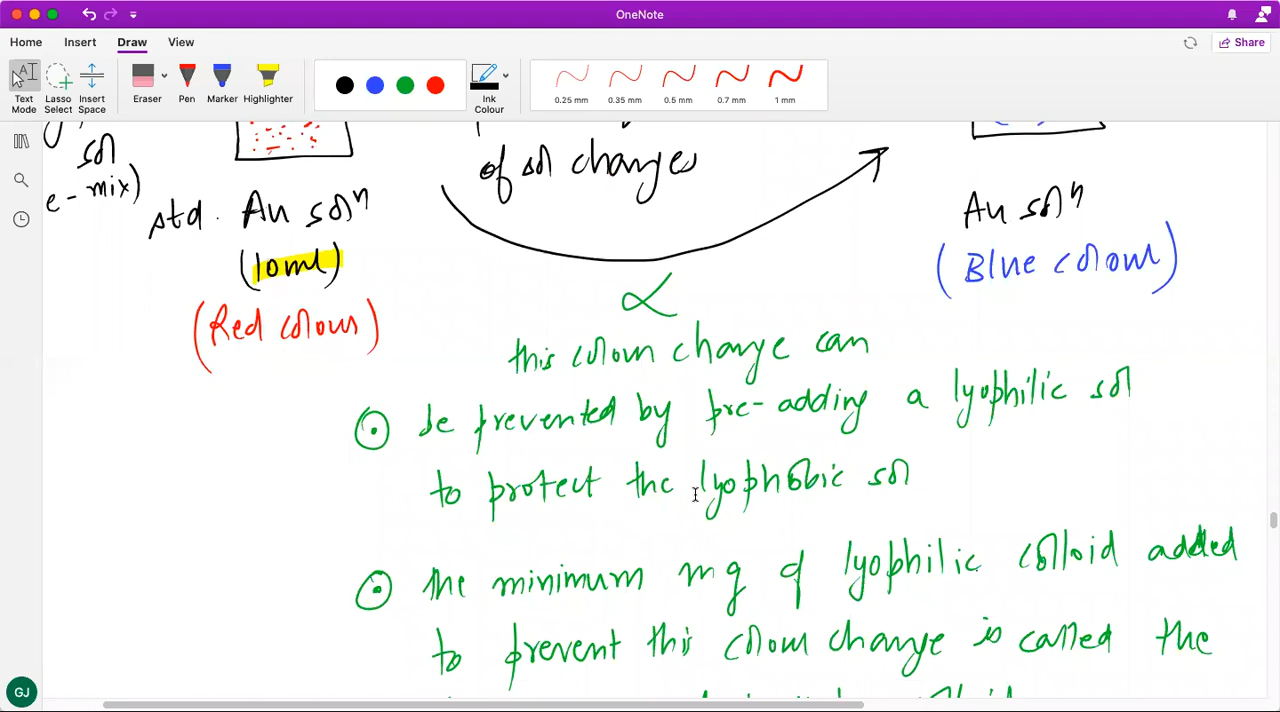 OneNote
Home Insert Draw View
Share
Text Mode
Lasso Select
Insert Space
Eraser
Pen
Marker
Highlighter
Ink Colour
0.25 mm 0.35 mm 0.5 mm 0.7 mm 1 mm
sol
e-mix)
of sol changes
std. Au solⁿ
(10ml)
(Red colour)
Au solⁿ
(Blue colour)
this colour change can
be prevented by pre-adding a lyophilic sol
to protect the lyophobic sol
the minimum mg of lyophilic colloid added
to prevent this colour change is called the
GJ